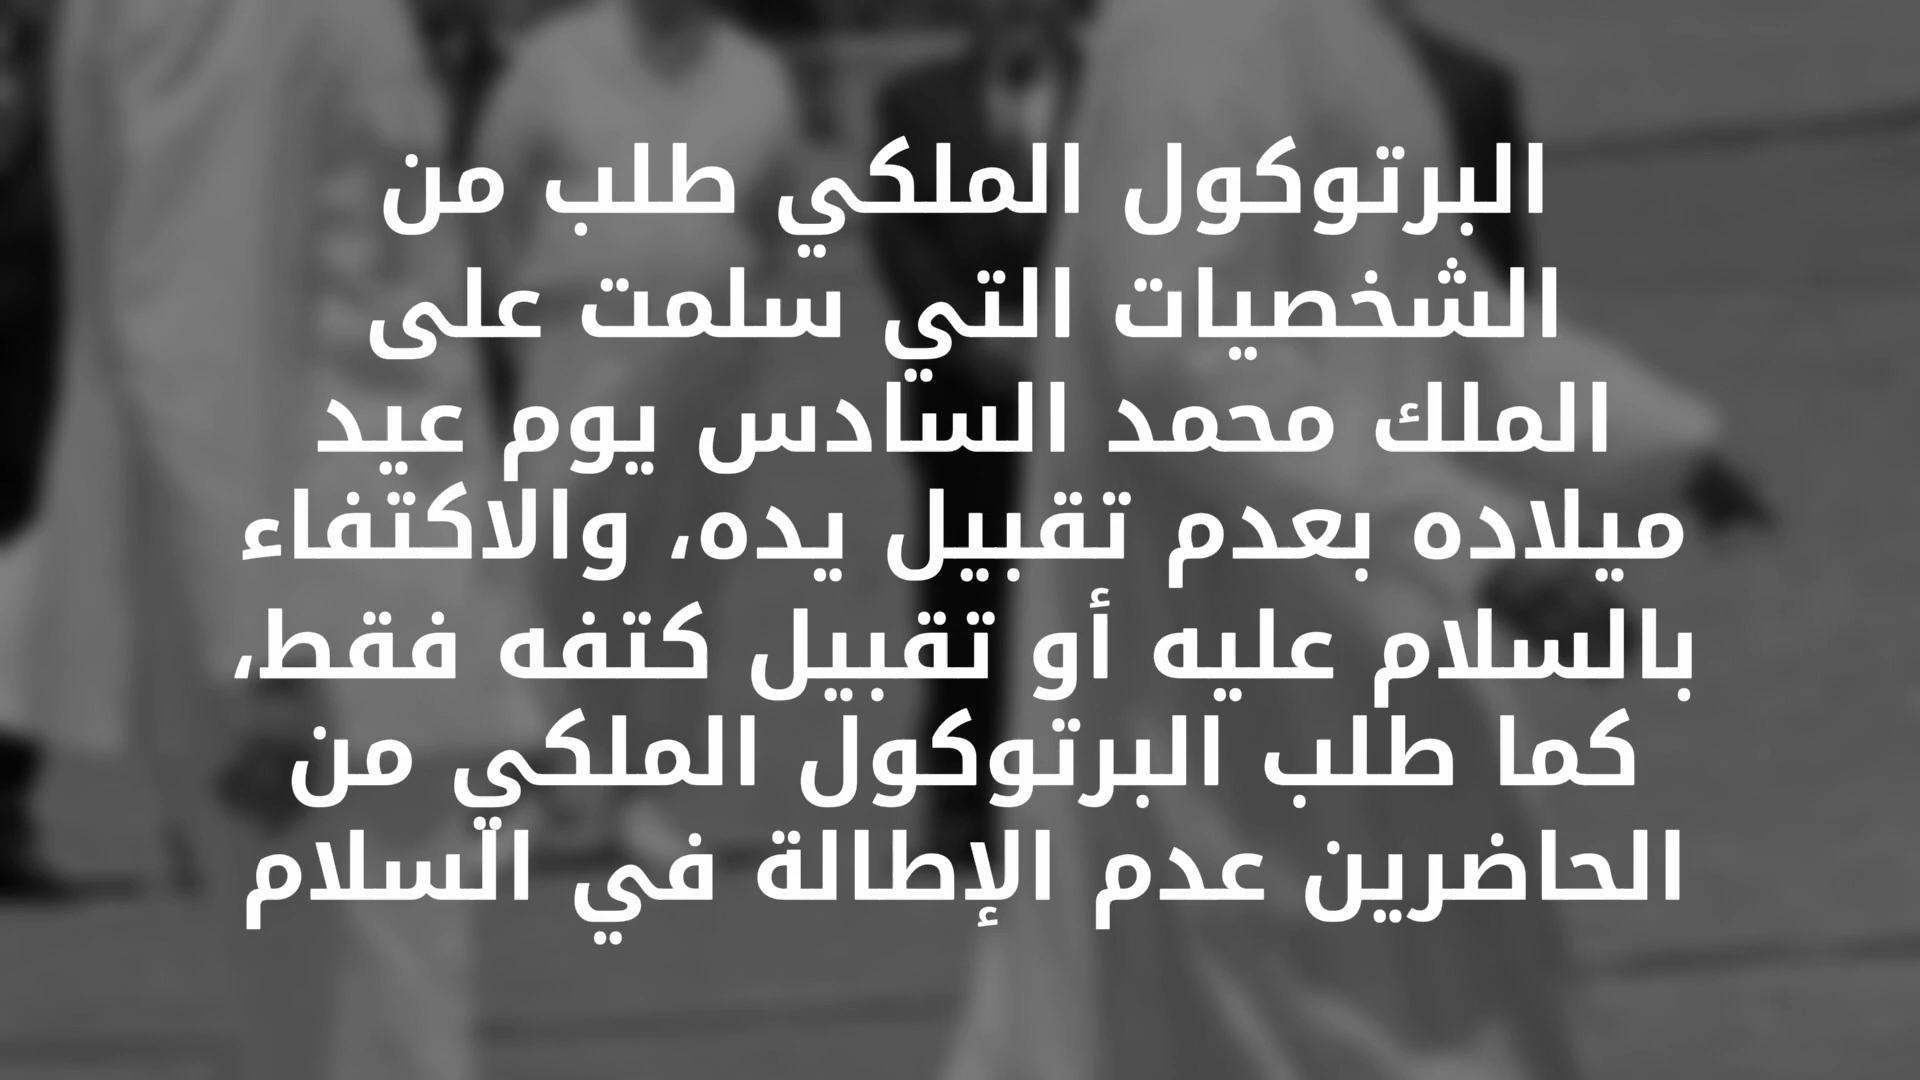 البرتوكول الملكي طلب من
الشخصيات التي سلمت على
الملك محمد السادس يوم عيد
ميلاده بعدم تقبيل يده، والاكتفاء
بالسلام عليه أو تقبيل كتفه فقط،
كما طلب البرتوكول الملكي من
الحاضرين عدم الإطالة في السلام